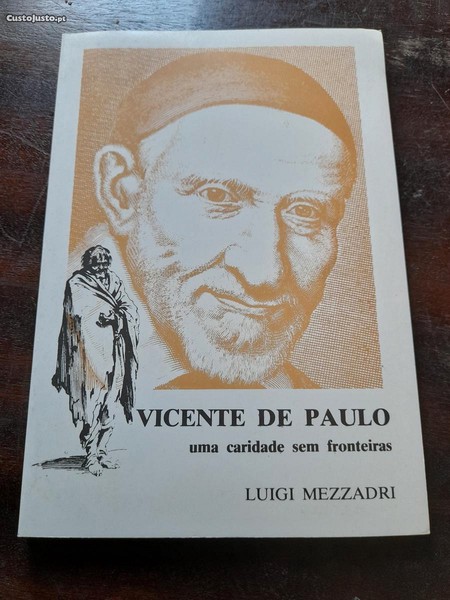 CustoJusto.pt
VICENTE DE PAULO
uma caridade sem fronteiras
LUIGI MEZZADRI